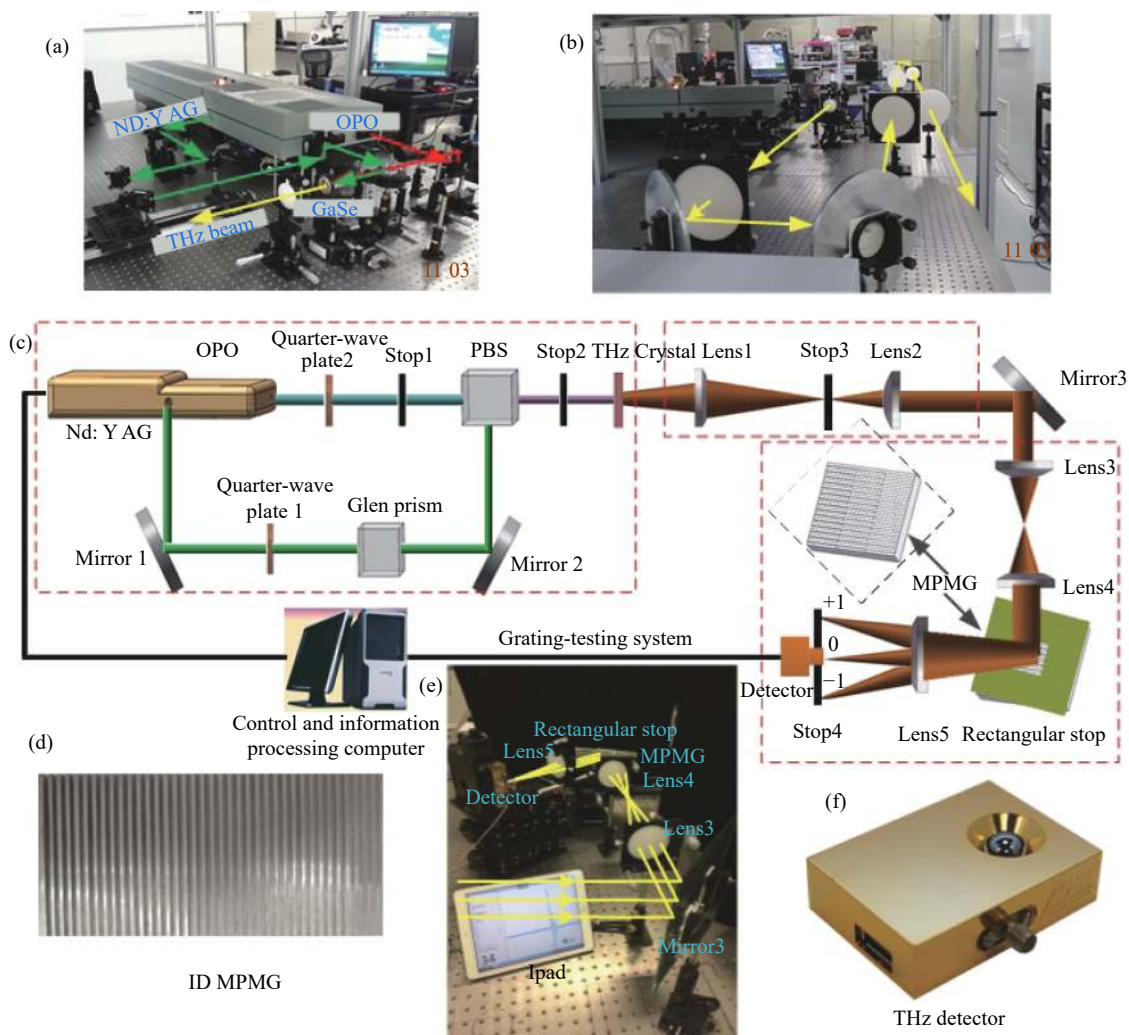 (a)
ND:Y AG
OPO
GaSe
THz beam
11 03
(b)
11 03
(c)
OPO
Quarter-wave
plate2
Stop1
PBS
Stop2
THz Crystal
Lens1
Stop3
Lens2
Mirror3
Nd: Y AG
Quarter-wave
plate 1
Glen prism
Mirror 1
Mirror 2
Lens3
MPMG
Lens4
+1
0
−1
Grating-testing system
Detector
Stop4
Lens5
Rectangular stop
Control and information
processing computer
(d)
ID MPMG
(e)
Rectangular stop
Lens5
MPMG
Lens4
Detector
Lens3
Mirror3
34
Ipad
(f)
THz detector